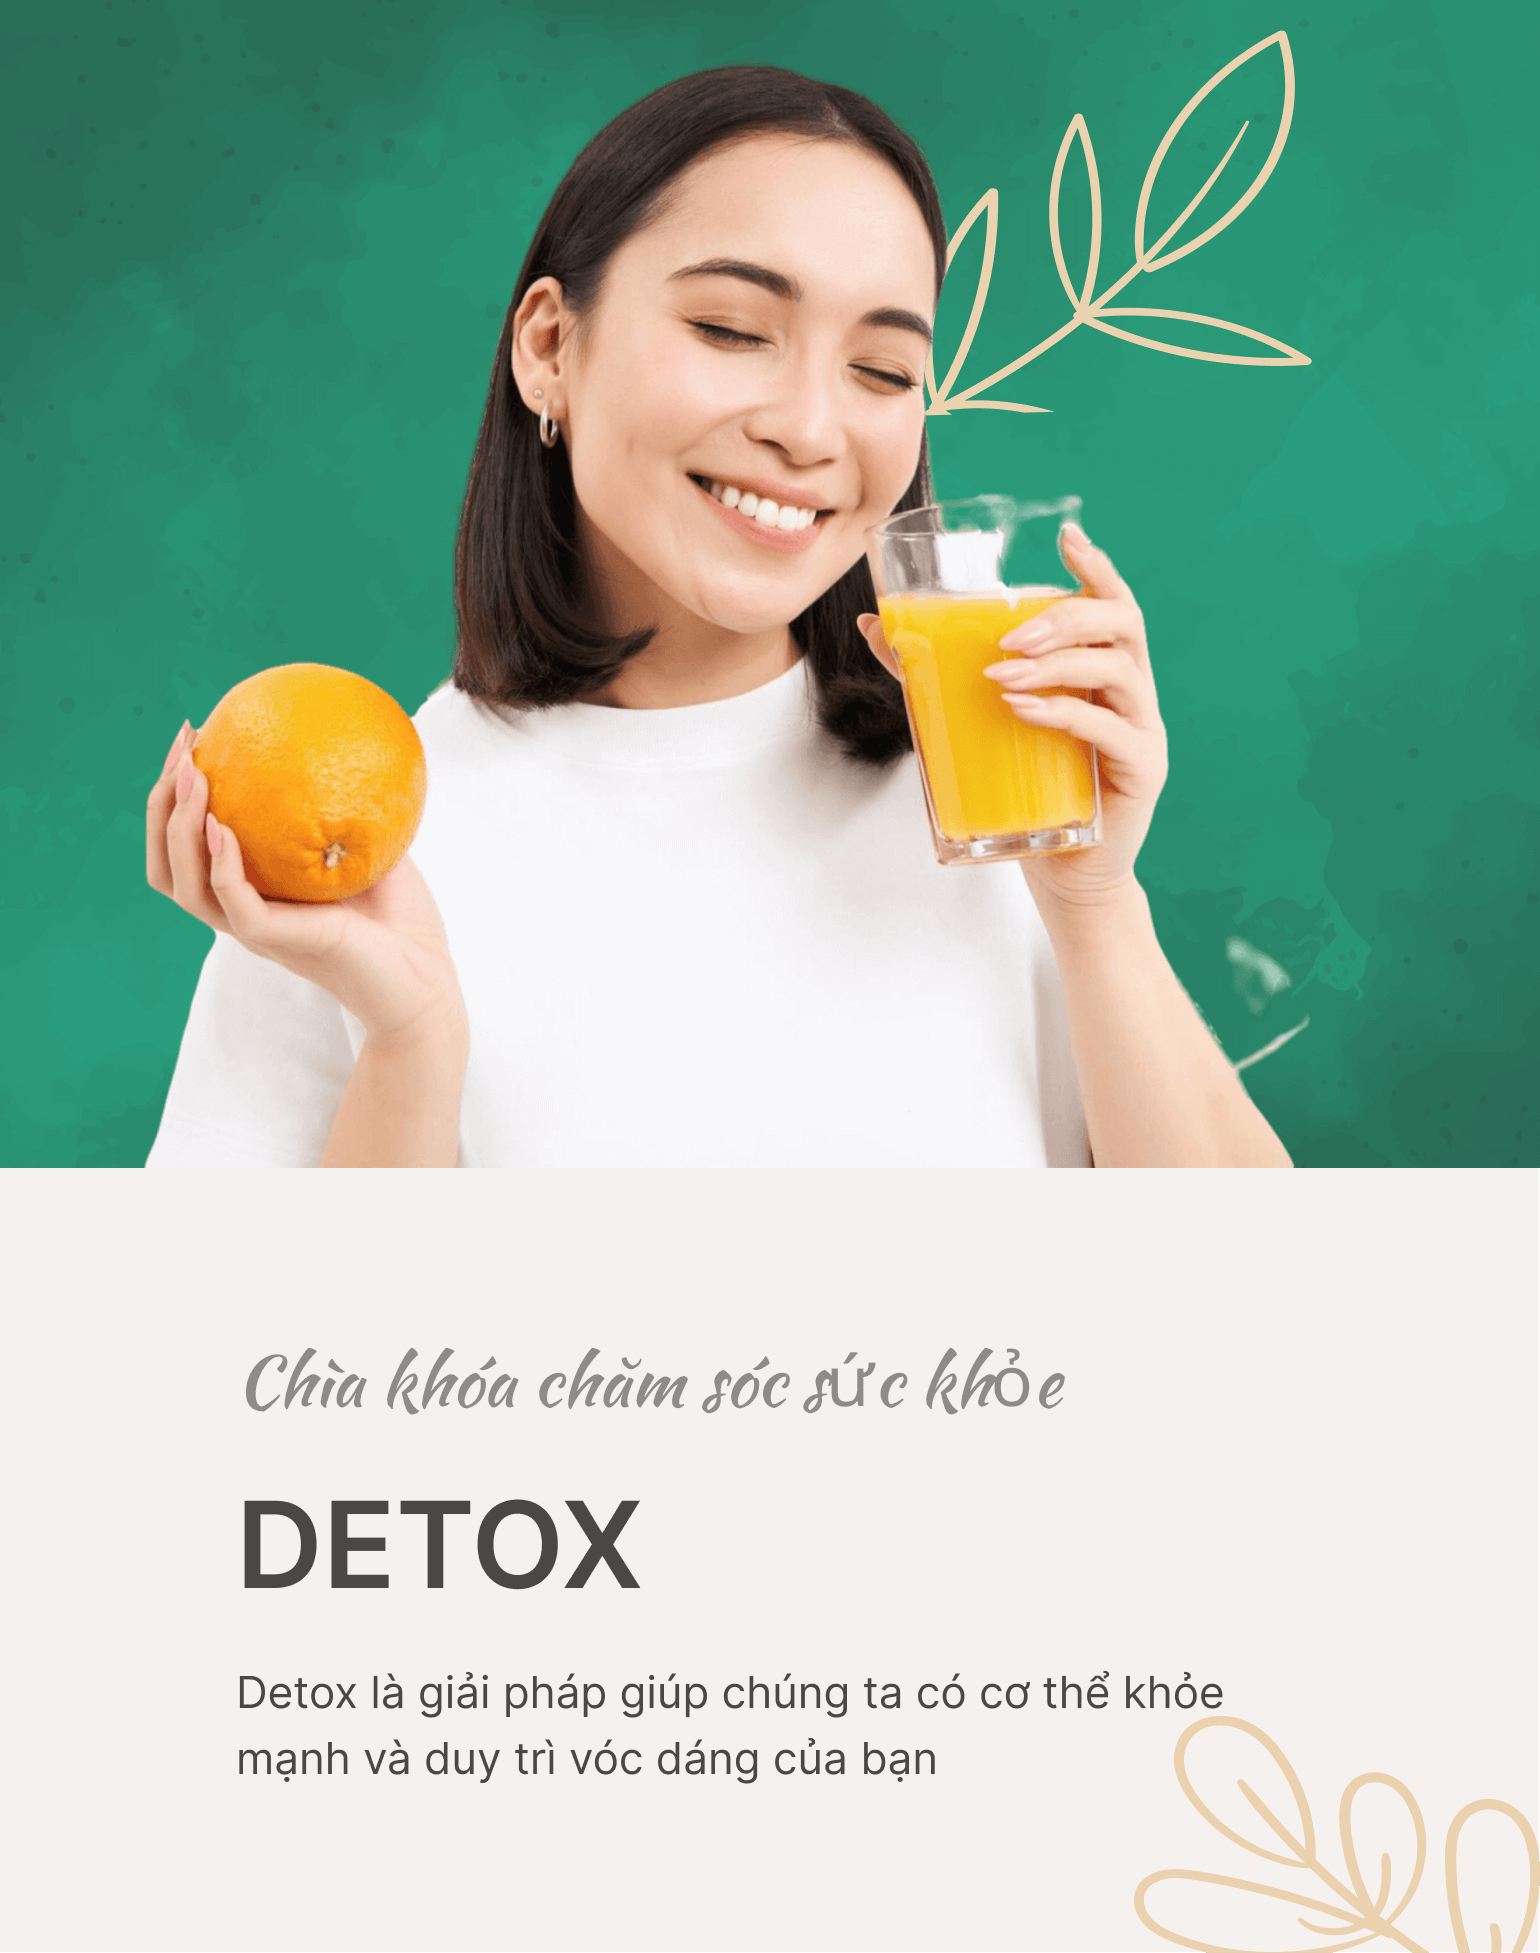 Chìa khóa chăm sóc sức khỏe
DETOX
Detox là giải pháp giúp chúng ta có cơ thể khỏe
mạnh và duy trì vóc dáng của bạn